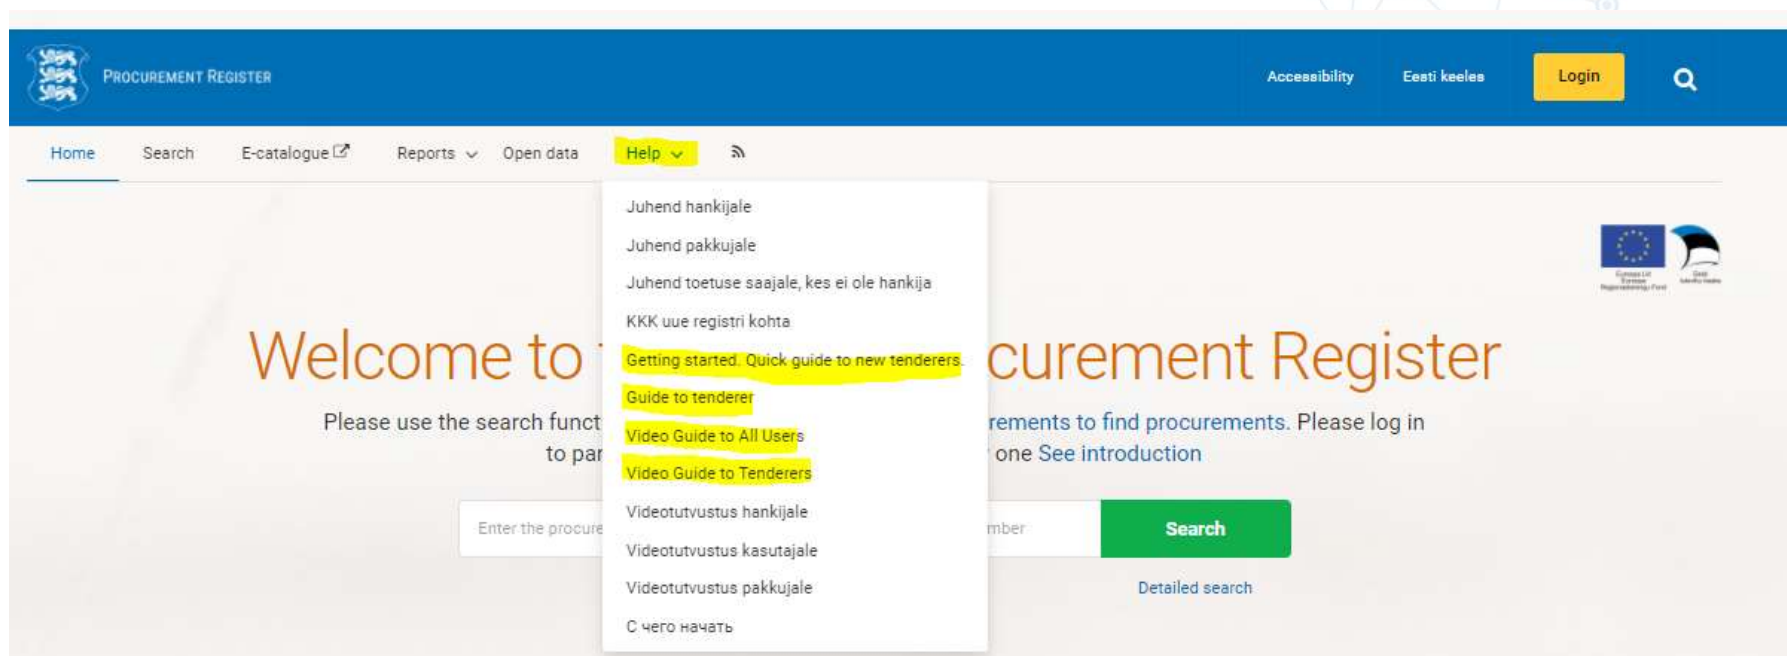 PROCUREMENT REGISTER
Accessibility
Eesti keeles
Login
Home
Search
E-catalogue
Reports
Open data
Help
Juhend hankijale
Juhend pakkujale
Juhend toetuse saajale, kes ei ole hankija
KKK uue registri kohta
Getting started. Quick guide to new tenderers.
Guide to tenderer
Video Guide to All Users
Video Guide to Tenderers
Videotutvustus hankijale
Videotutvustus kasutajale
Videotutvustus pakkujale
С чего начать
Welcome to curement Register
Please use the search funct rements to find procurements. Please log in
to par one See introduction
Enter the procure mber
Search
Detailed search